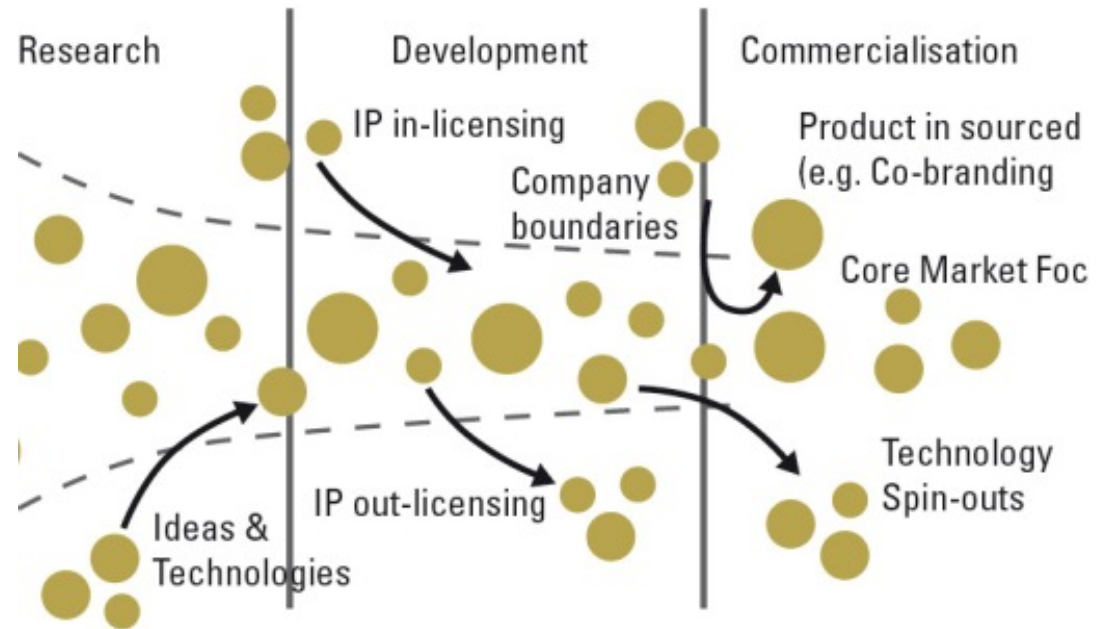 Research
Development
Commercialisation
IP in-licensing
Product in sourced
(e.g. Co-branding
Company
boundaries
Core Market Foc
IP out-licensing
Technology
Spin-outs
Ideas &
Technologies